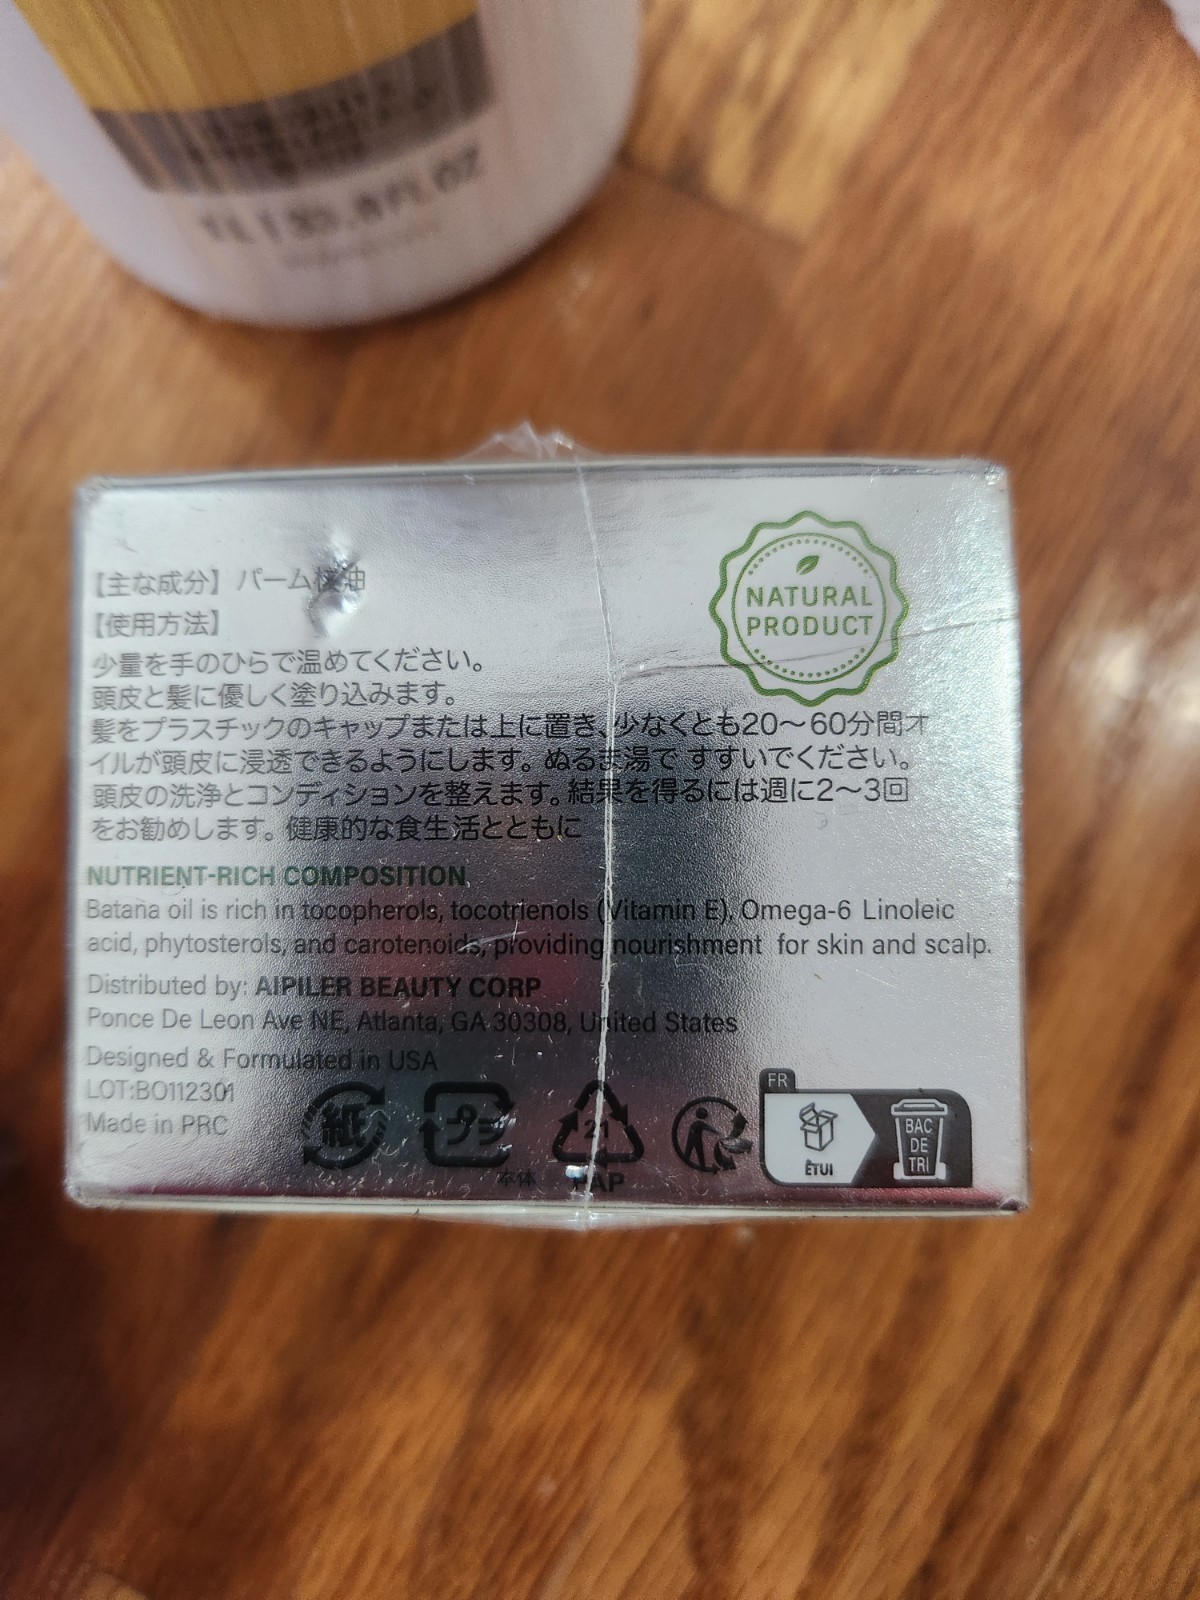 1L | 33.8 FL.OZ
【主な成分】 パーム核油
【使用方法】
少量を手のひらで温めてください。
頭皮と髪に優しく塗り込みます。
髪をプラスチックのキャップまたは上に置き、少なくとも20～60分間オ
イルが頭皮に浸透できるようにします。ぬるま湯で すすいでください。
頭皮の洗浄とコンディションを整えます。結果を得るには週に2～3回
をお勧めします。健康的な食生活とともに
NATURAL
PRODUCT
NUTRIENT-RICH COMPOSITION
Batana oil is rich in tocopherols, tocotrienols (Vitamin E), Omega-6 Linoleic
acid, phytosterols, and carotenoids, providing nourishment for skin and scalp.
Distributed by: AIPILER BEAUTY CORP
Ponce De Leon Ave NE, Atlanta, GA 30308, United States
Designed & Formulated in USA
LOT:BO112301
Made in PRC
紙
プラ
本体
21
PAP
FR
ÉTUI
BAC
DE
TRI